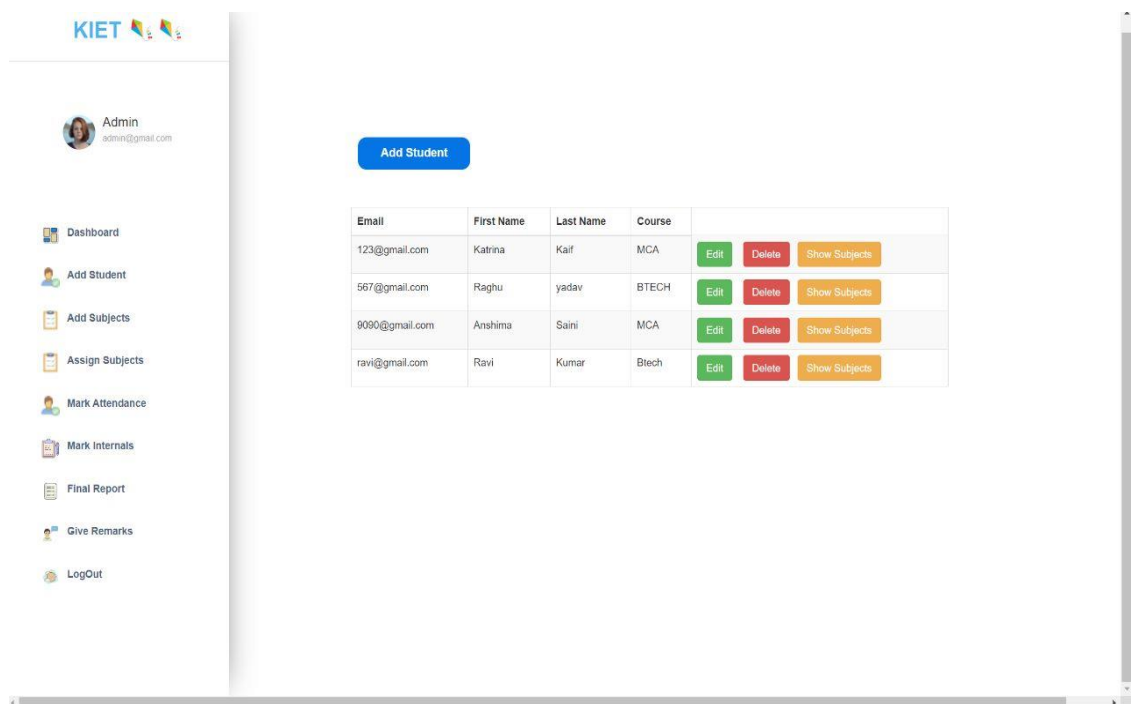 KIET
Admin
admin@gmail.com
Dashboard
Add Student
Add Subjects
Assign Subjects
Mark Attendance
Mark Internals
Final Report
Give Remarks
LogOut
Add Student
Email First Name Last Name Course
123@gmail.com Katrina Kaif MCA Edit Delete Show Subjects
567@gmail.com Raghu yadav BTECH Edit Delete Show Subjects
9090@gmail.com Anshima Saini MCA Edit Delete Show Subjects
ravi@gmail.com Ravi Kumar Btech Edit Delete Show Subjects